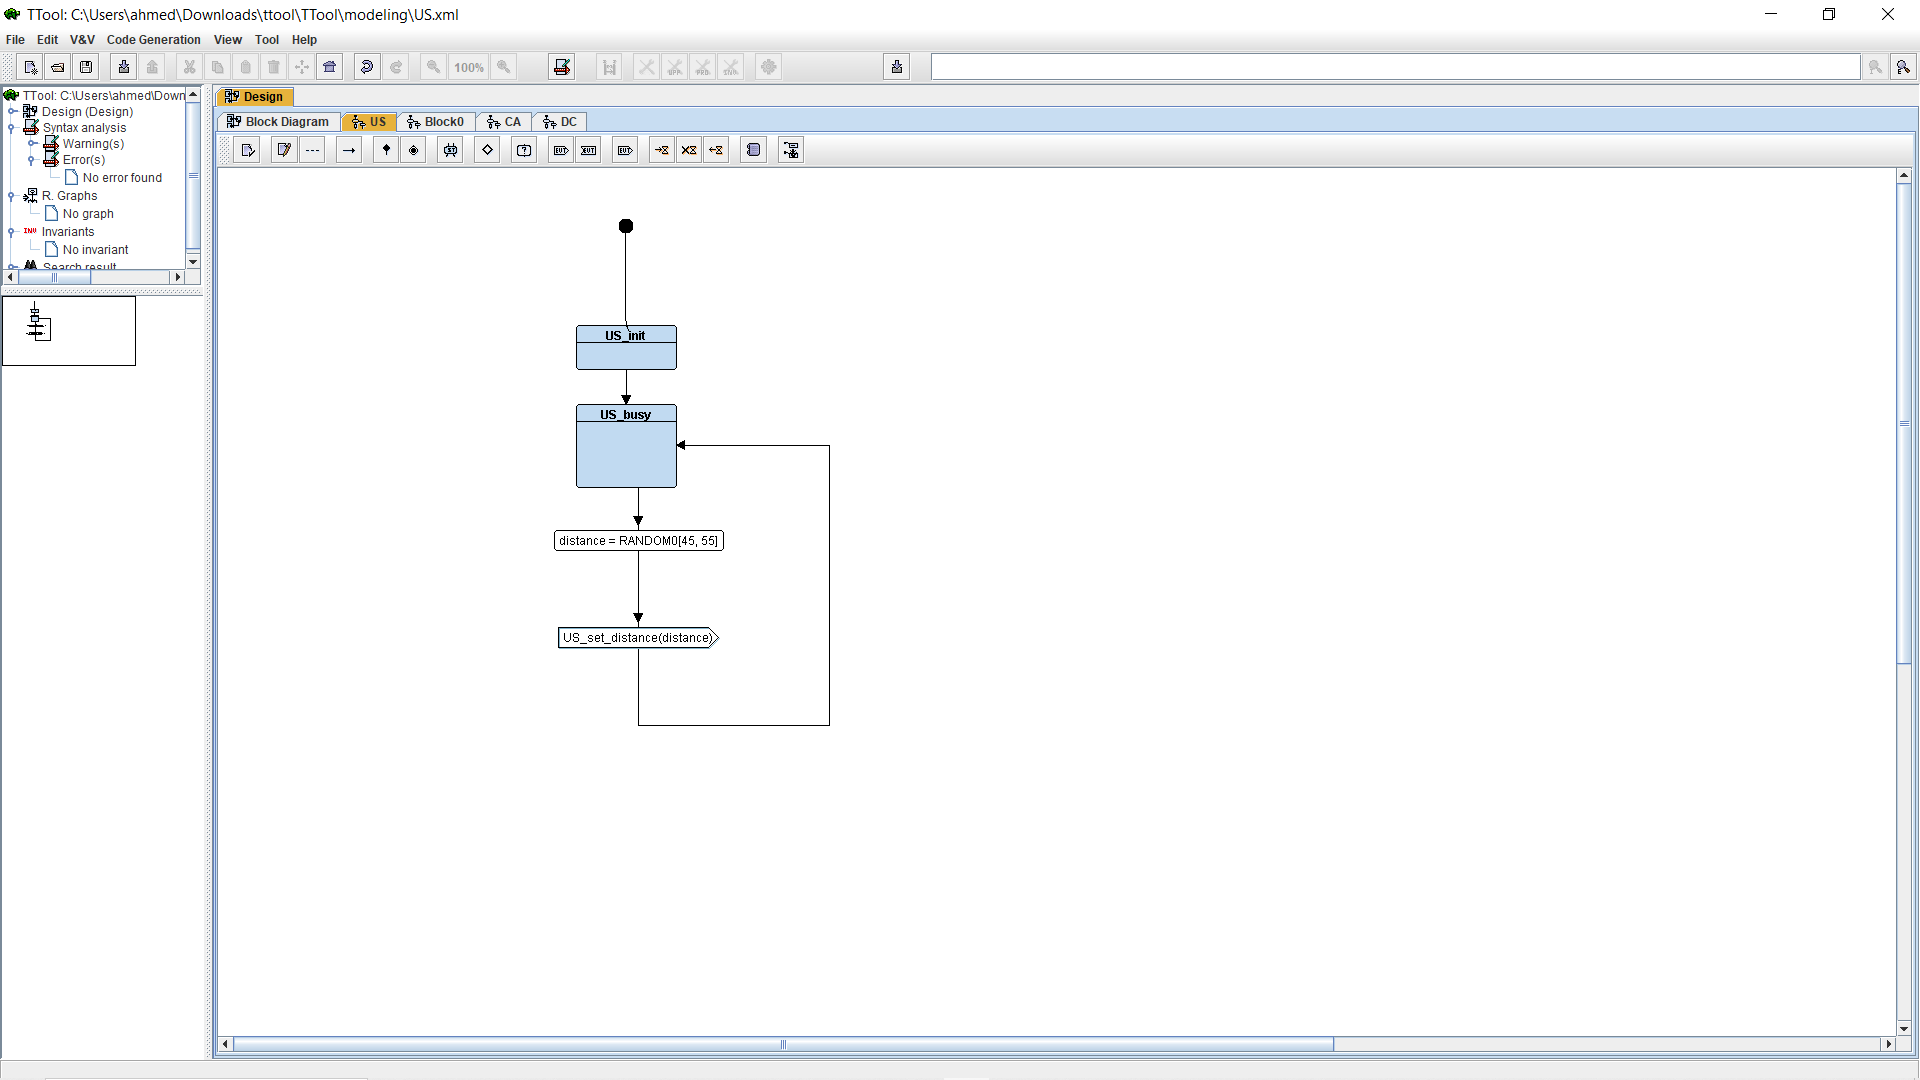 TTool: C:\Users\ahmed\Downloads\ttool\TTool\modeling\US.xml
File Edit V&V Code Generation View Tool Help
100%
TTool: C:\Users\ahmed\Down
Design (Design)
Syntax analysis
Warning(s)
Error(s)
No error found
R. Graphs
No graph
INV Invariants
No invariant
Search result
Design
Block Diagram US Block0 CA DC
US_init
US_busy
distance = RANDOM0[45, 55]
US_set_distance(distance)